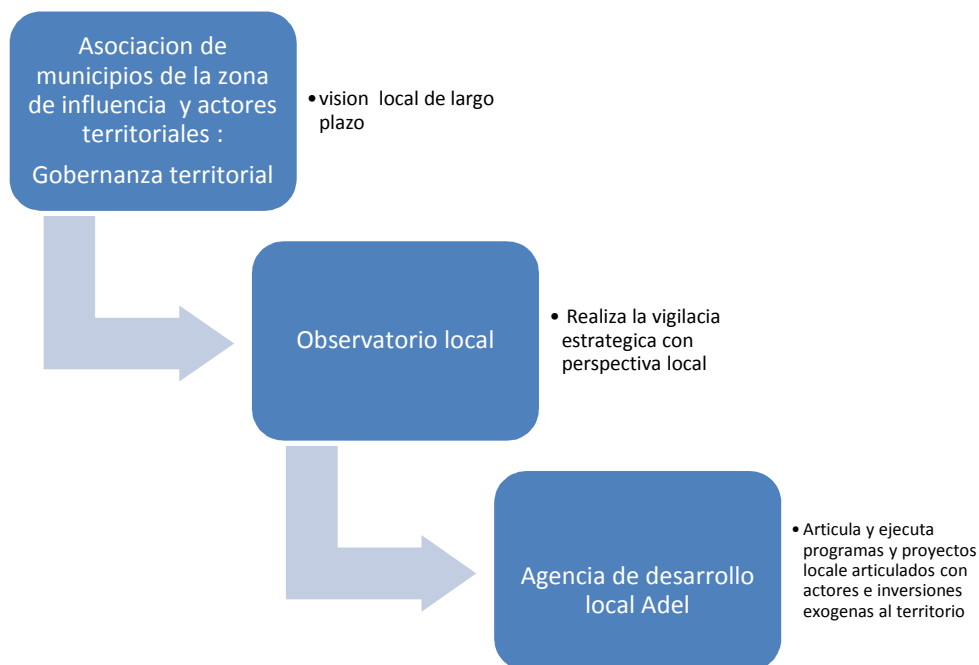 Asociacion de
municipios de la zona
de influencia y actores
territoriales :
Gobernanza territorial
•vision local de largo
plazo
Observatorio local
• Realiza la vigilacia
estrategica con
perspectiva local
Agencia de desarrollo
local Adel
•Articula y ejecuta
programas y proyectos
locale articulados con
actores e inversiones
exogenas al territorio